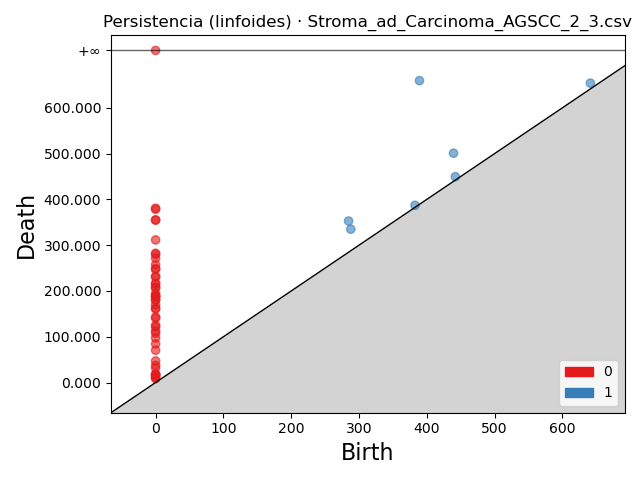 Persistencia (linfoides) · Stroma_ad_Carcinoma_AGSCC_2_3.csv
+∞
600.000
500.000
400.000
300.000
200.000
100.000
0.000
Death
0
1
0 100 200 300 400 500 600
Birth